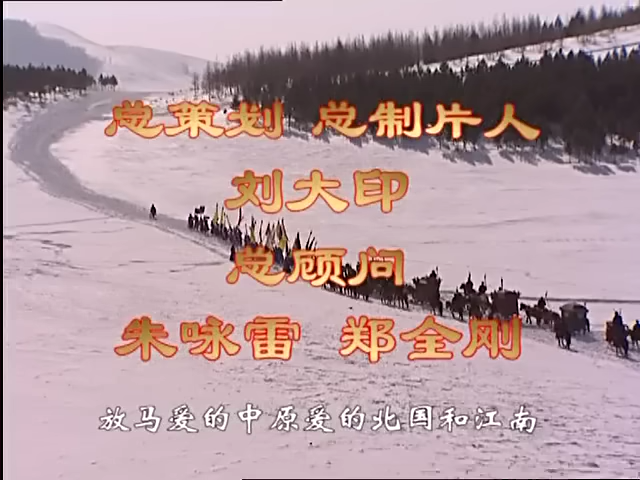 总策划 总制片人
刘大印
总顾问
朱咏雷 郑全刚
放马爱的中原爱的北国和江南